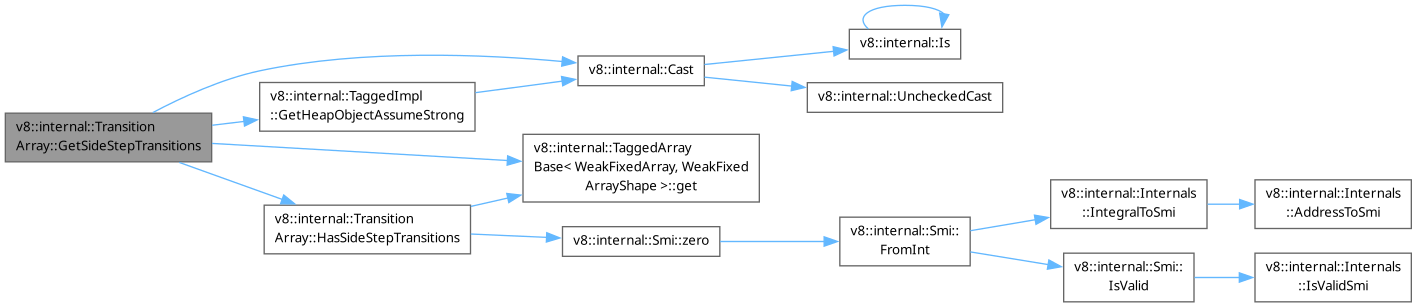 v8::internal::Transition
Array::GetSideStepTransitions
v8::internal::TaggedImpl
::GetHeapObjectAssumeStrong
v8::internal::Cast
v8::internal::Is
v8::internal::UncheckedCast
v8::internal::TaggedArray
Base< WeakFixedArray, WeakFixed
ArrayShape >::get
v8::internal::Transition
Array::HasSideStepTransitions
v8::internal::Smi::zero
v8::internal::Smi::
FromInt
v8::internal::Internals
::IntegralToSmi
v8::internal::Internals
::AddressToSmi
v8::internal::Smi::
IsValid
v8::internal::Internals
::IsValidSmi